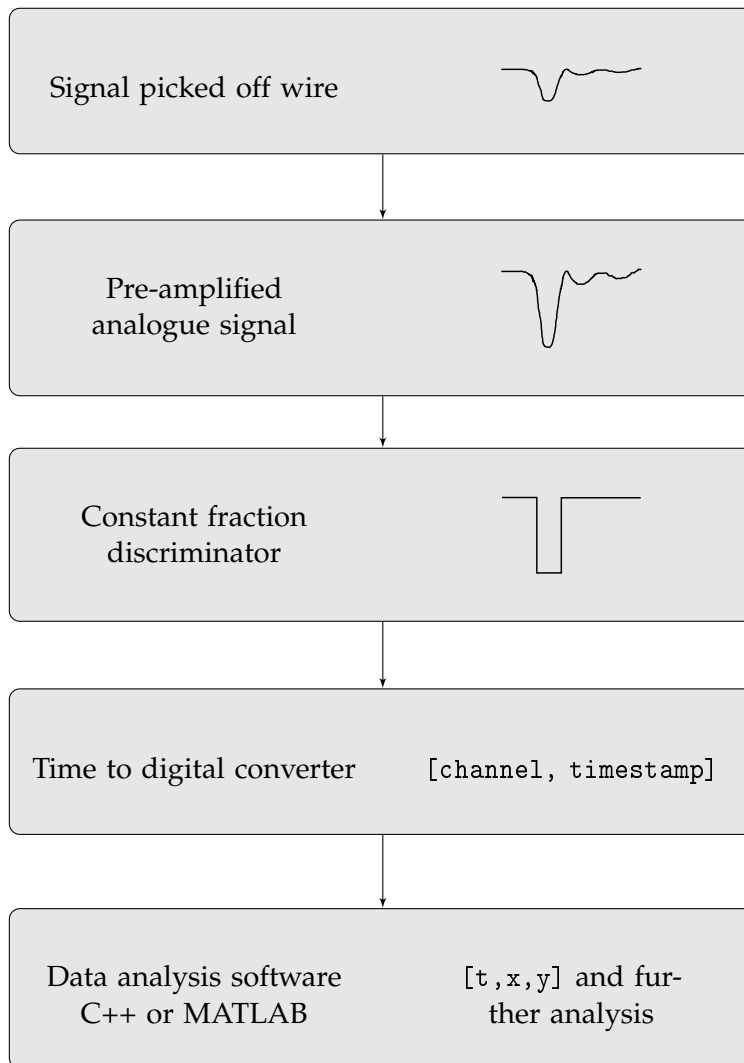 Signal picked off wire
Pre-amplified
analogue signal
Constant fraction
discriminator
Time to digital converter
[channel, timestamp]
Data analysis software
C++ or MATLAB
[t,x,y] and fur-
ther analysis